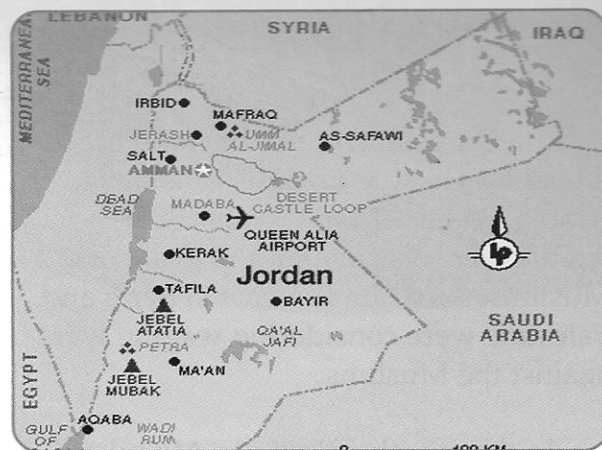 LEBANON
SYRIA
IRAQ
MEDITERRANEAN
SEA
IRBID
MAFRAQ
JERASH
UMM
AL-JIMAL
AS-SAFAWI
SALT
AMMAN
DEAD
SEA
MADABA
DESERT
CASTLE LOOP
QUEEN ALIA
AIRPORT
KERAK
Jordan
TAFILA
BAYIR
JEBEL
ATATIA
QA'AL
JAFI
SAUDI
ARABIA
PETRA
MA'AN
JEBEL
MUBAK
EGYPT
AQABA
GULF
OF
WADI
RUM
LP
0 100 KM